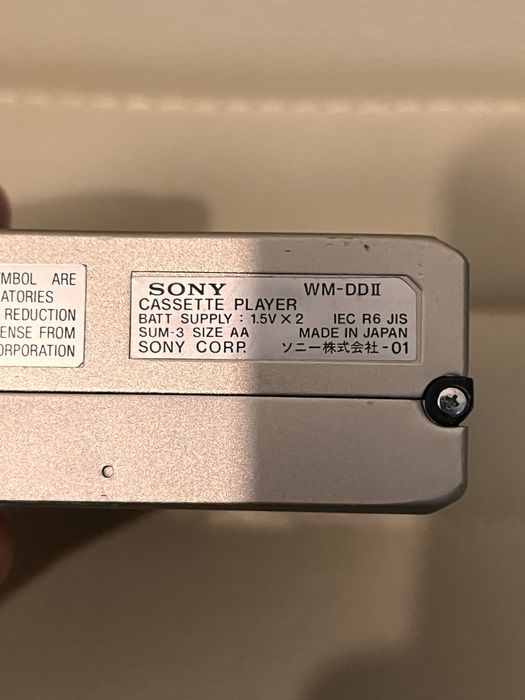 YMBOL ARE
ATORIES
REDUCTION
ENSE FROM
ORPORATION
SONY WM-DDII
CASSETTE PLAYER
BATT SUPPLY : 1.5V×2 IEC R6 JIS
SUM-3 SIZE AA MADE IN JAPAN
SONY CORP. ソニー株式会社-01